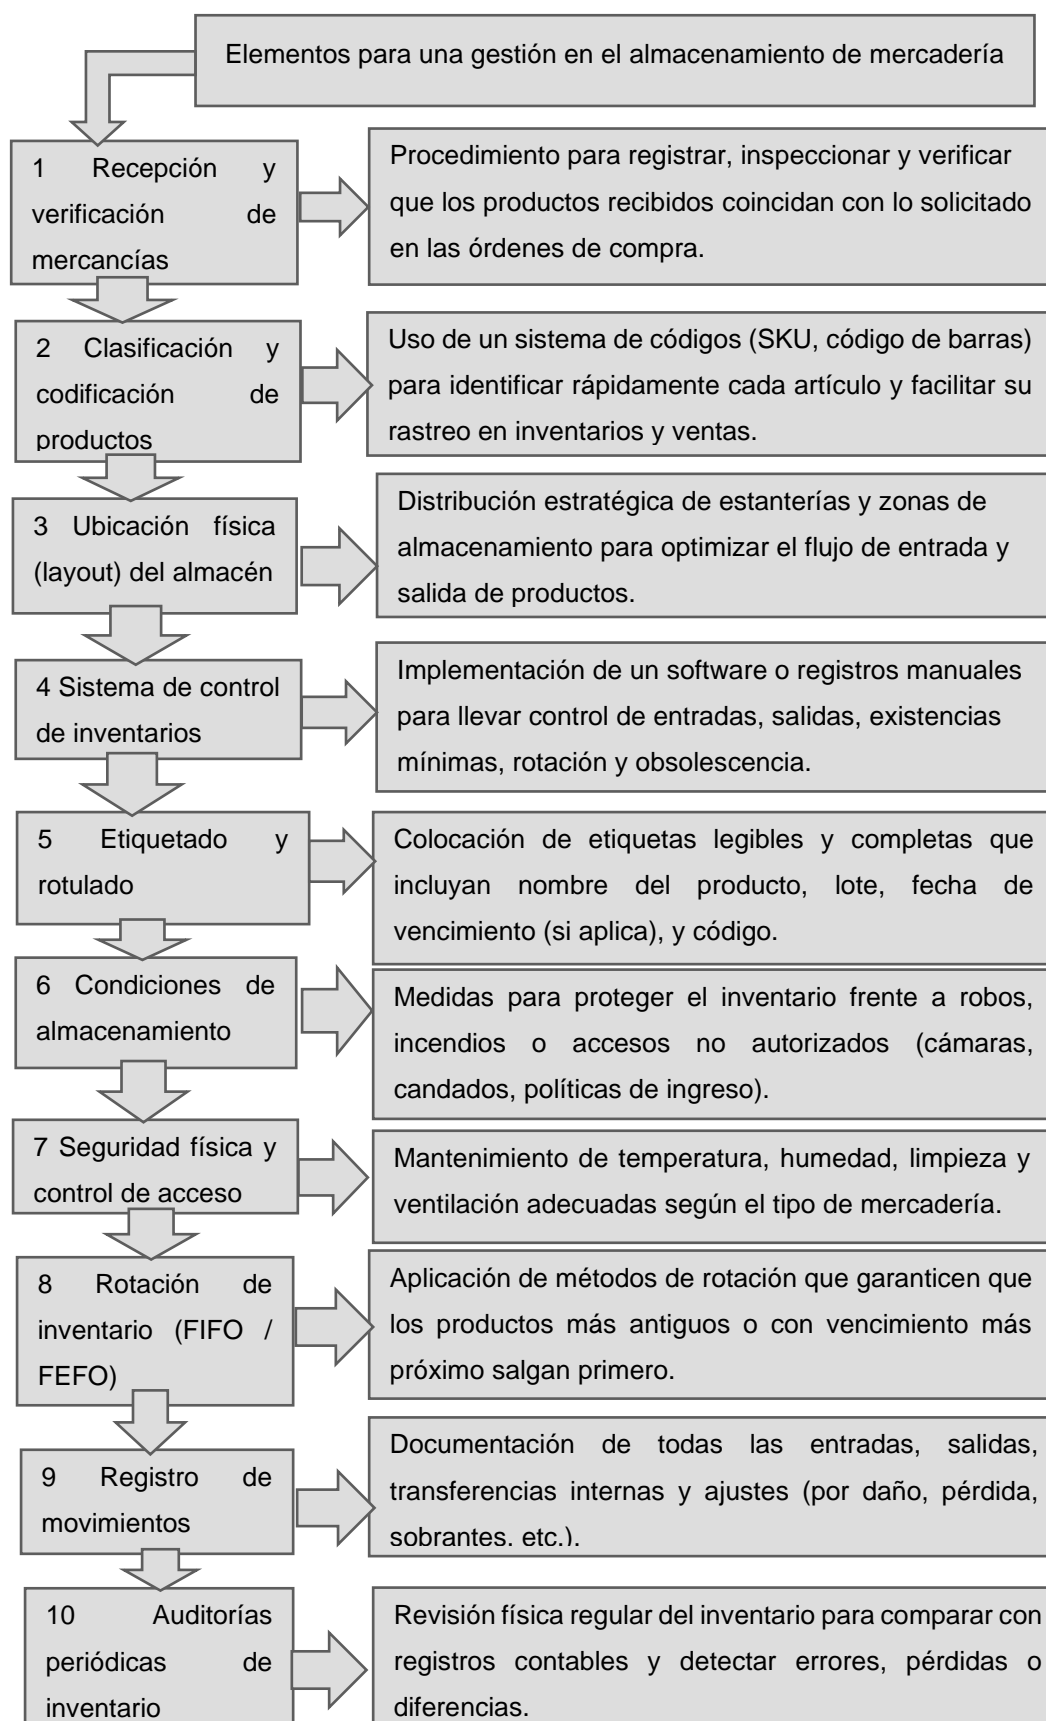 Elementos para una gestión en el almacenamiento de mercadería
1 Recepción y
verificación de
mercancías
Procedimiento para registrar, inspeccionar y verificar
que los productos recibidos coincidan con lo solicitado
en las órdenes de compra.
2 Clasificación y
codificación de
productos
Uso de un sistema de códigos (SKU, código de barras)
para identificar rápidamente cada artículo y facilitar su
rastreo en inventarios y ventas.
3 Ubicación física
(layout) del almacén
Distribución estratégica de estanterías y zonas de
almacenamiento para optimizar el flujo de entrada y
salida de productos.
4 Sistema de control
de inventarios
Implementación de un software o registros manuales
para llevar control de entradas, salidas, existencias
mínimas, rotación y obsolescencia.
5 Etiquetado y
rotulado
Colocación de etiquetas legibles y completas que
incluyan nombre del producto, lote, fecha de
vencimiento (si aplica), y código.
6 Condiciones de
almacenamiento
Medidas para proteger el inventario frente a robos,
incendios o accesos no autorizados (cámaras,
candados, políticas de ingreso).
7 Seguridad física y
control de acceso
Mantenimiento de temperatura, humedad, limpieza y
ventilación adecuadas según el tipo de mercadería.
8 Rotación de
inventario (FIFO /
FEFO)
Aplicación de métodos de rotación que garanticen que
los productos más antiguos o con vencimiento más
próximo salgan primero.
9 Registro de
movimientos
Documentación de todas las entradas, salidas,
transferencias internas y ajustes (por daño, pérdida,
sobrantes, etc.).
10 Auditorías
periódicas de
inventario
Revisión física regular del inventario para comparar con
registros contables y detectar errores, pérdidas o
diferencias.